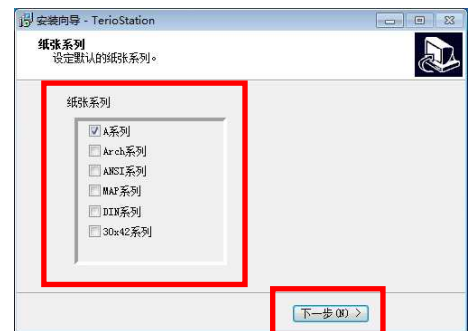 安装向导 - TerioStation
纸张系列
设定默认的纸张系列。
纸张系列
A系列
Arch系列
ANSI系列
MAP系列
DIN系列
30x42系列
下一步(N) >